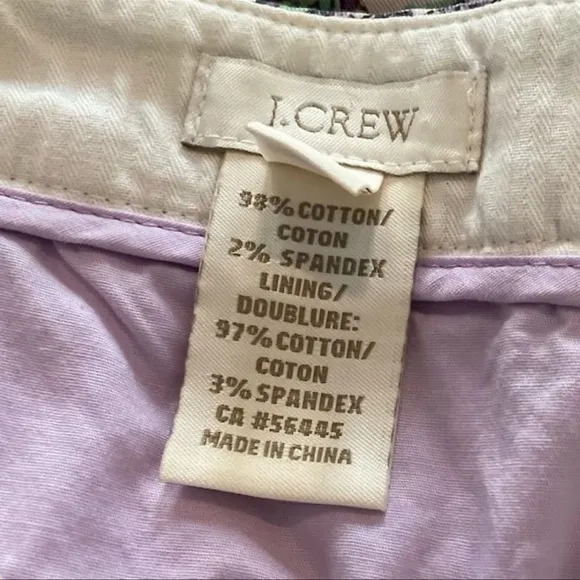 J.CREW
98% COTTON/
COTON
2% SPANDEX
LINING/
DOUBLURE:
97% COTTON/
COTON
3% SPANDEX
CA #56445
MADE IN CHINA